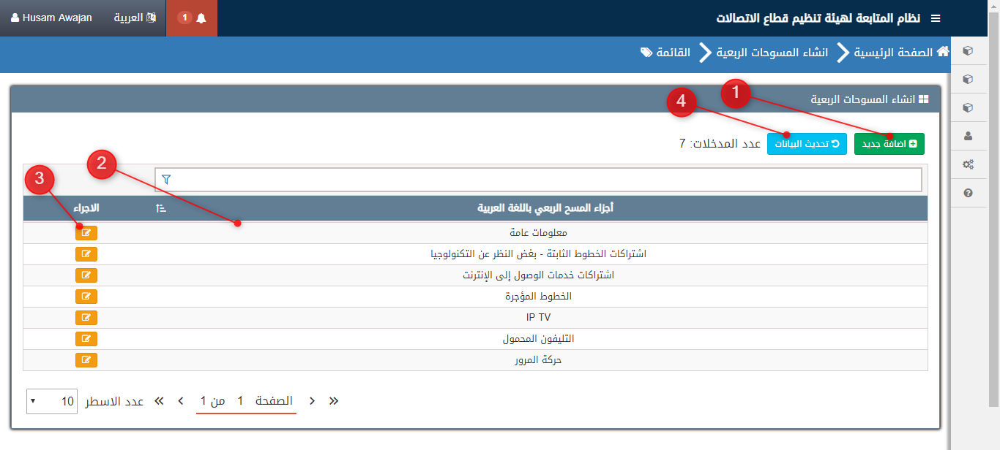 نظام المتابعة لهيئة تنظيم قطاع الاتصالات
1
العربية
Husam Awajan
الصفحة الرئيسية
انشاء المسوحات الربعية
القائمة
انشاء المسوحات الربعية
1
4
اضافة جديد
تحديث البيانات
عدد المدخلات: 7
2
3
أجزاء المسح الربعي باللغة العربية
الاجراء
معلومات عامة
اشتراكات الخطوط الثابتة - بغض النظر عن التكنولوجيا
اشتراكات خدمات الوصول إلى الإنترنت
الخطوط المؤجرة
IP TV
التليفون المحمول
حركة المرور
الصفحة 1 من 1
عدد الاسطر
10